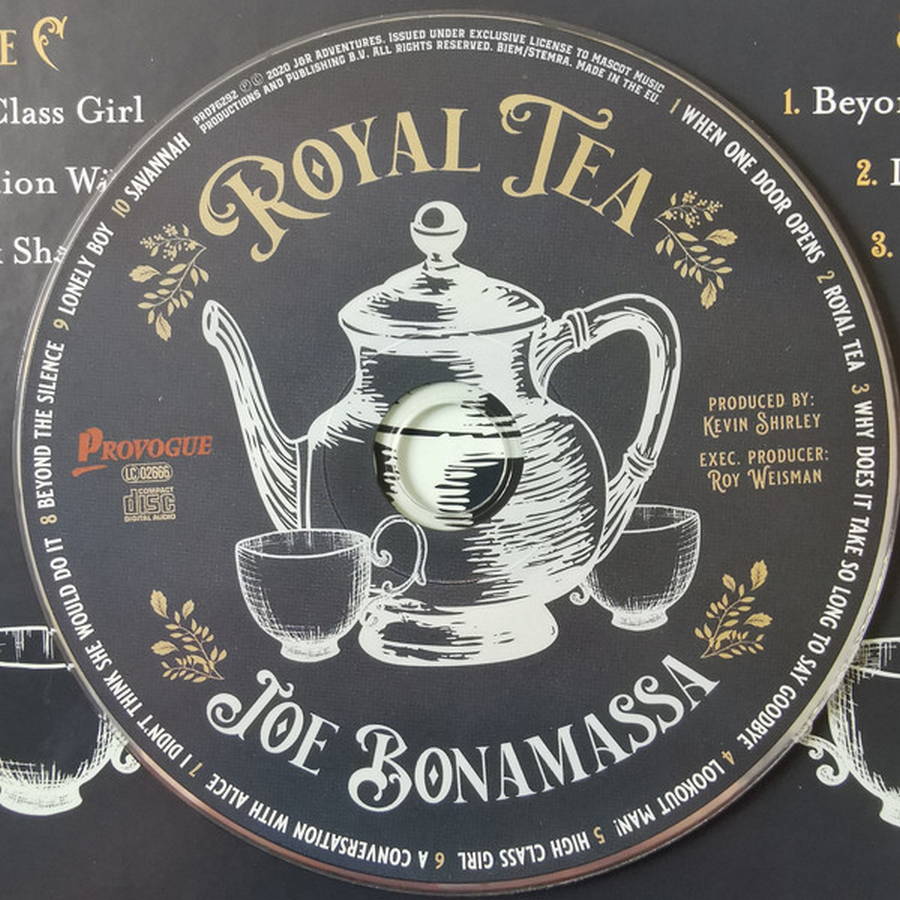 E
Class Girl
tion Wi
k Sha
1. Beyon
2.
3.
PRD76292 Ⓟ © 2020 J&R ADVENTURES. ISSUED UNDER EXCLUSIVE LICENSE TO MASCOT MUSIC
PRODUCTIONS AND PUBLISHING B.V. ALL RIGHTS RESERVED. BIEM/STEMRA. MADE IN THE EU.
ROYAL TEA
1 WHEN ONE DOOR OPENS 2 ROYAL TEA 3 WHY DOES IT TAKE SO LONG TO SAY GOODBYE 4 LOOKOUT MAN! 5 HIGH CLASS GIRL 6 A CONVERSATION WITH ALICE 7 I DIDN'T THINK SHE WOULD DO IT 8 BEYOND THE SILENCE 9 LONELY BOY 10 SAVANNAH
PRODUCED BY:
KEVIN SHIRLEY
EXEC. PRODUCER:
ROY WEISMAN
PROVOGUE
LC 02666
COMPACT
disc
DIGITAL AUDIO
JOE BONAMASSA